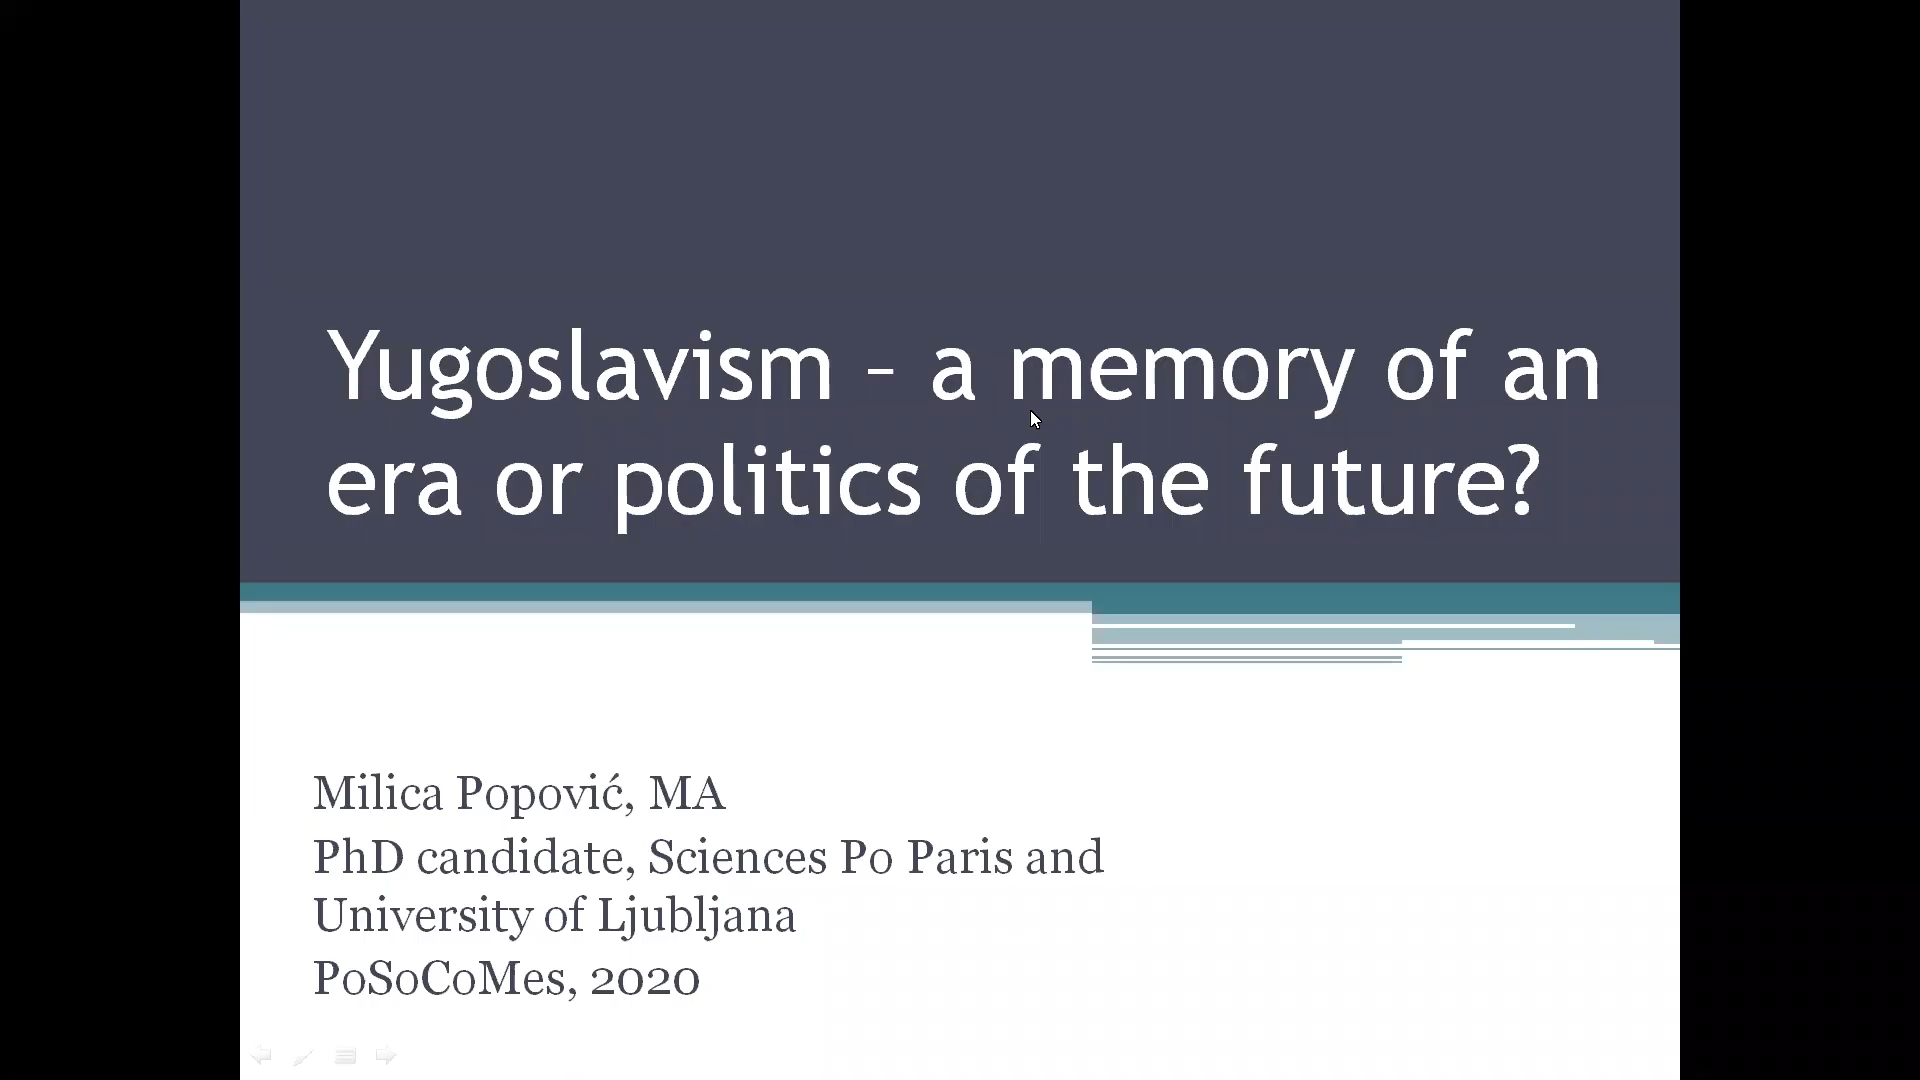 Yugoslavism – a memory of an
era or politics of the future?
Milica Popović, MA
PhD candidate, Sciences Po Paris and
University of Ljubljana
PoSoCoMes, 2020